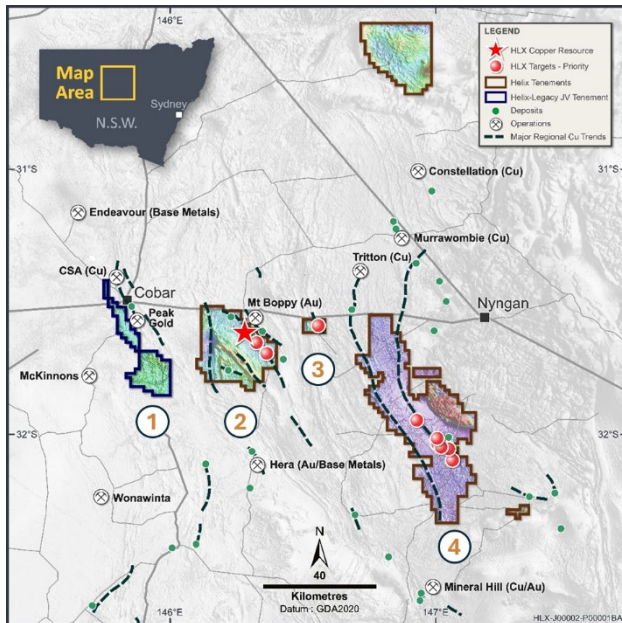 Map
Area
Sydney
N.S.W.
LEGEND
HLX Copper Resource
HLX Targets - Priority
Helix Tenements
Helix-Legacy JV Tenement
Deposits
Operations
Major Regional Cu Trends
31°S
31°S
Constellation (Cu)
Endeavour (Base Metals)
Murrawombie (Cu)
Tritton (Cu)
CSA (Cu)
Cobar
Mt Boppy (Au)
Peak
Gold
Nyngan
3
McKinnons
1
2
32°S
32°S
Hera (Au/Base Metals)
Wonawinta
N
4
40
Kilometres
Datum : GDA2020
Mineral Hill (Cu/Au)
146°E
147°E
HLX-J00002-P00001BA